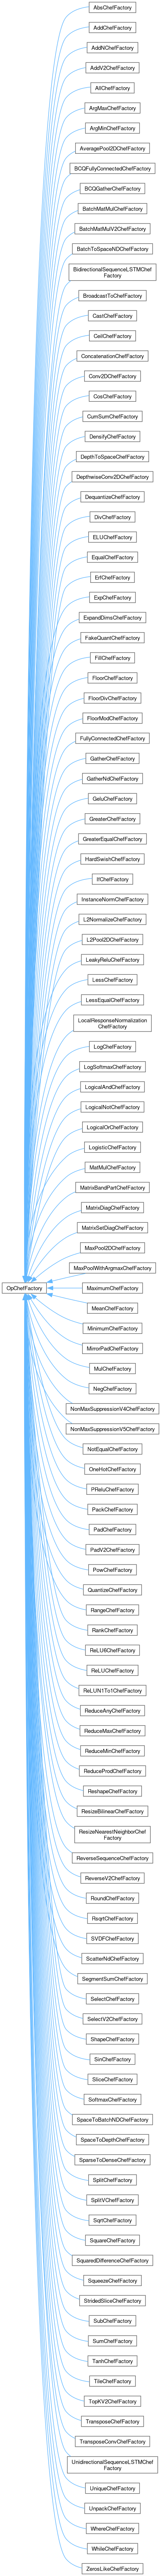 AbsChefFactory
AddChefFactory
AddNChefFactory
AddV2ChefFactory
AllChefFactory
ArgMaxChefFactory
ArgMinChefFactory
AveragePool2DChefFactory
BCQFullyConnectedChefFactory
BCQGatherChefFactory
BatchMatMulChefFactory
BatchMatMulV2ChefFactory
BatchToSpaceNDChefFactory
BidirectionalSequenceLSTMChef
Factory
BroadcastToChefFactory
CastChefFactory
CeilChefFactory
ConcatenationChefFactory
Conv2DChefFactory
CosChefFactory
CumSumChefFactory
DensifyChefFactory
DepthToSpaceChefFactory
DepthwiseConv2DChefFactory
DequantizeChefFactory
DivChefFactory
ELUChefFactory
EqualChefFactory
ErfChefFactory
ExpChefFactory
ExpandDimsChefFactory
FakeQuantChefFactory
FillChefFactory
FloorChefFactory
FloorDivChefFactory
FloorModChefFactory
FullyConnectedChefFactory
GatherChefFactory
GatherNdChefFactory
GeluChefFactory
GreaterChefFactory
GreaterEqualChefFactory
HardSwishChefFactory
IfChefFactory
InstanceNormChefFactory
L2NormalizeChefFactory
L2Pool2DChefFactory
LeakyReluChefFactory
LessChefFactory
LessEqualChefFactory
LocalResponseNormalization
ChefFactory
LogChefFactory
LogSoftmaxChefFactory
LogicalAndChefFactory
LogicalNotChefFactory
LogicalOrChefFactory
LogisticChefFactory
MatMulChefFactory
MatrixBandPartChefFactory
MatrixDiagChefFactory
MatrixSetDiagChefFactory
MaxPool2DChefFactory
MaxPoolWithArgmaxChefFactory
OpChefFactory
MaximumChefFactory
MeanChefFactory
MinimumChefFactory
MirrorPadChefFactory
MulChefFactory
NegChefFactory
NonMaxSuppressionV4ChefFactory
NonMaxSuppressionV5ChefFactory
NotEqualChefFactory
OneHotChefFactory
PReluChefFactory
PackChefFactory
PadChefFactory
PadV2ChefFactory
PowChefFactory
QuantizeChefFactory
RangeChefFactory
RankChefFactory
ReLU6ChefFactory
ReLUChefFactory
ReLUN1To1ChefFactory
ReduceAnyChefFactory
ReduceMaxChefFactory
ReduceMinChefFactory
ReduceProdChefFactory
ReshapeChefFactory
ResizeBilinearChefFactory
ResizeNearestNeighborChef
Factory
ReverseSequenceChefFactory
ReverseV2ChefFactory
RoundChefFactory
RsqrtChefFactory
SVDFChefFactory
ScatterNdChefFactory
SegmentSumChefFactory
SelectChefFactory
SelectV2ChefFactory
ShapeChefFactory
SinChefFactory
SliceChefFactory
SoftmaxChefFactory
SpaceToBatchNDChefFactory
SpaceToDepthChefFactory
SparseToDenseChefFactory
SplitChefFactory
SplitVChefFactory
SqrtChefFactory
SquareChefFactory
SquaredDifferenceChefFactory
SqueezeChefFactory
StridedSliceChefFactory
SubChefFactory
SumChefFactory
TanhChefFactory
TileChefFactory
TopKV2ChefFactory
TransposeChefFactory
TransposeConvChefFactory
UnidirectionalSequenceLSTMChef
Factory
UniqueChefFactory
UnpackChefFactory
WhereChefFactory
WhileChefFactory
ZerosLikeChefFactory